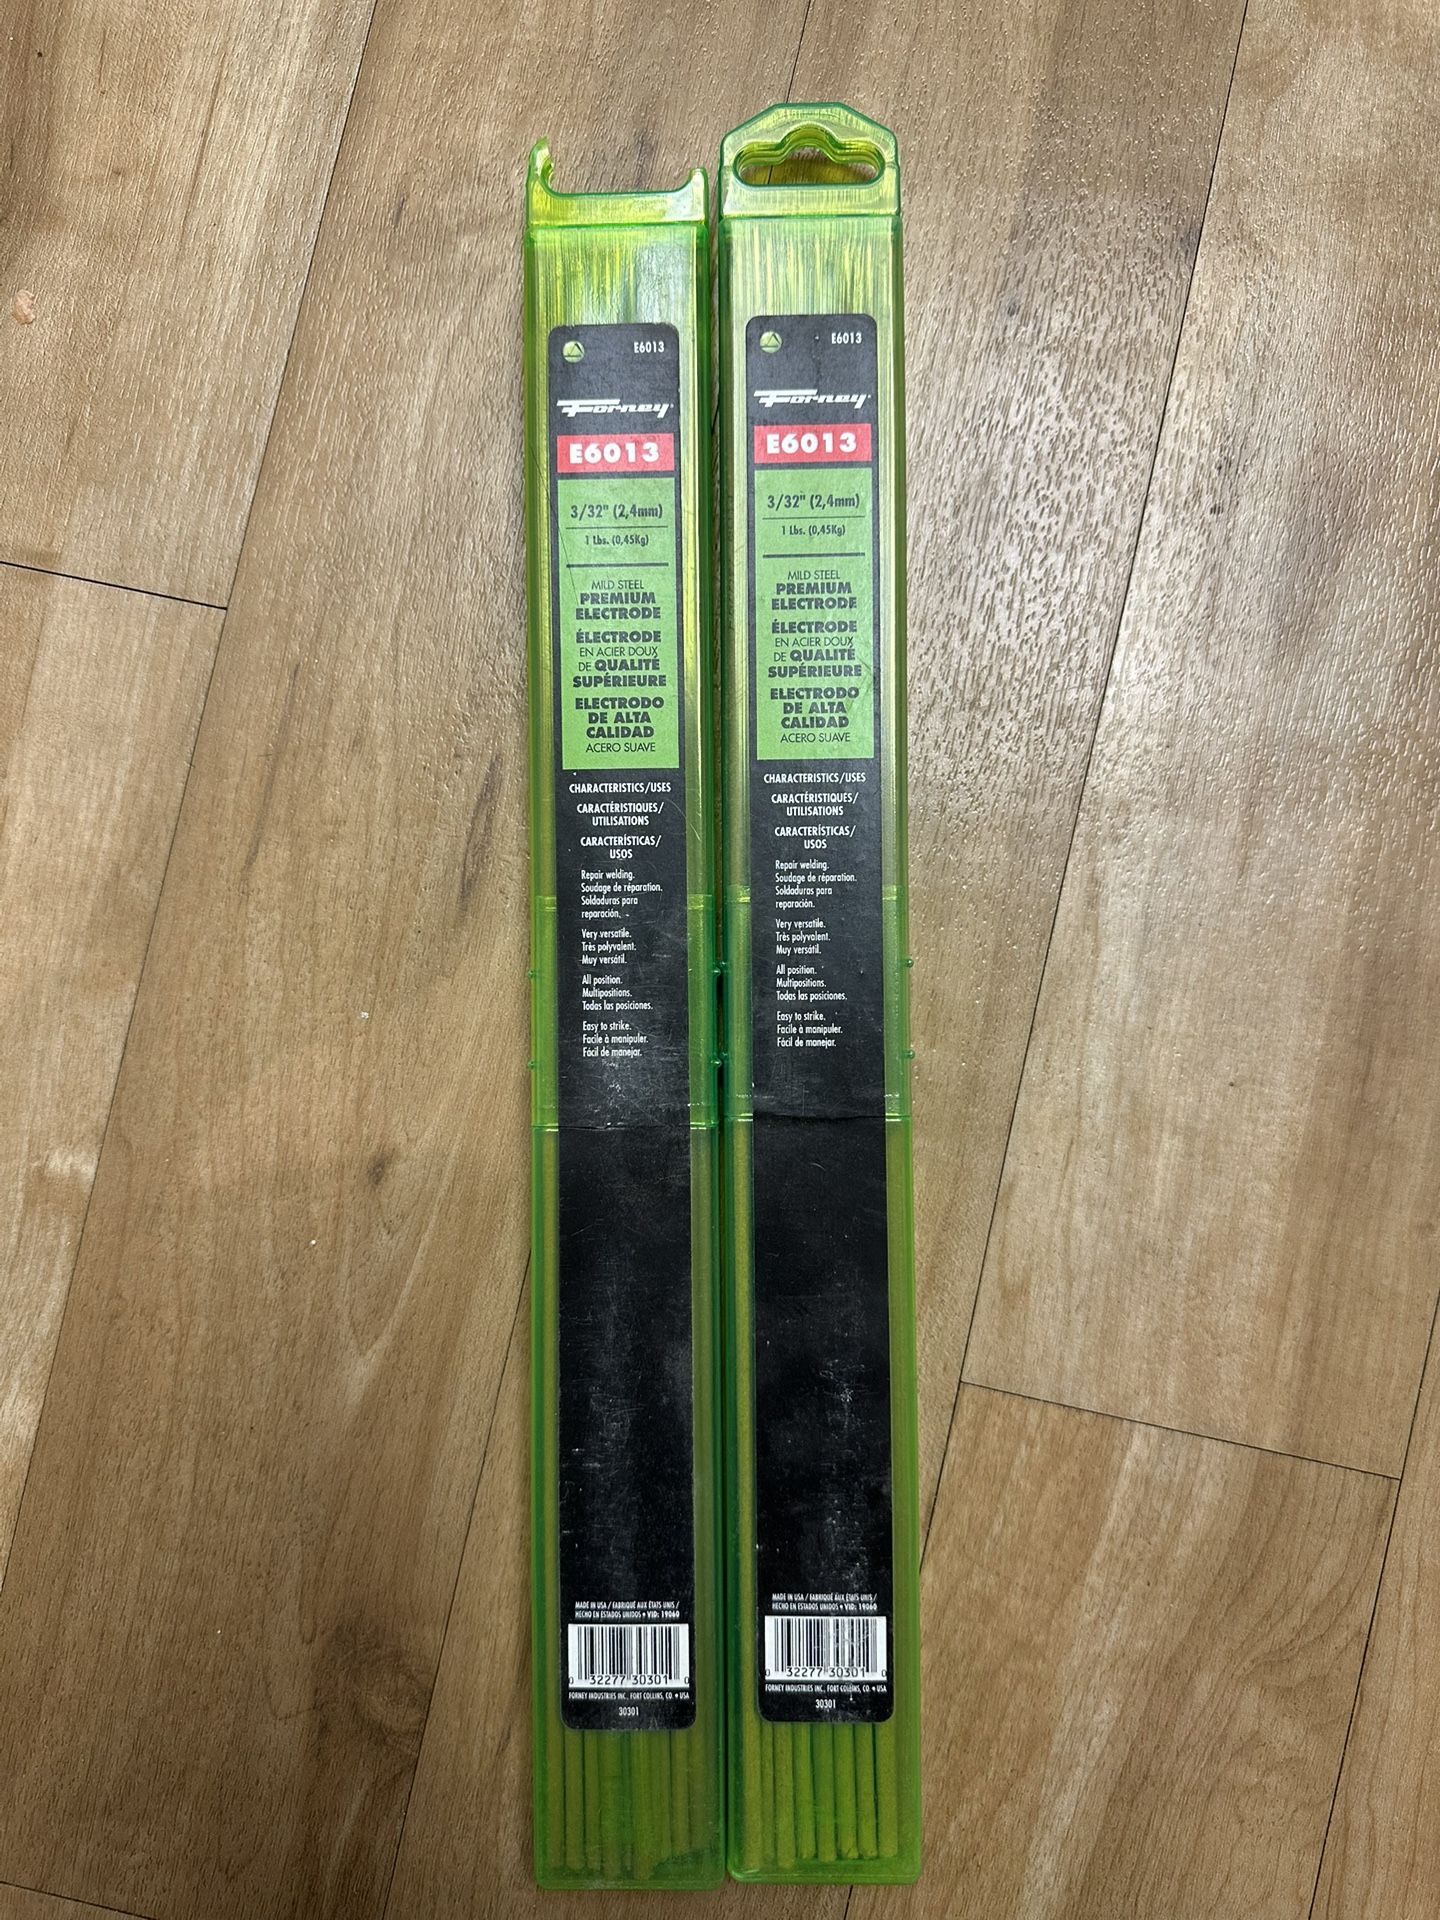 E6013
Forney
E6013
3/32" (2,4mm)
1 Lbs. (0,45Kg)
MILD STEEL
PREMIUM
ELECTRODE
ÉLECTRODE
EN ACIER DOUX
DE QUALITÉ
SUPÉRIEURE
ELECTRODO
DE ALTA
CALIDAD
ACERO SUAVE
CHARACTERISTICS/USES
CARACTÉRISTIQUES/
UTILISATIONS
CARACTERÍSTICAS/
USOS
Repair welding.
Soudage de réparation.
Soldaduras para
reparación.
Very versatile.
Très polyvalent.
Muy versátil.
All position.
Multipositions.
Todas las posiciones.
Easy to strike.
Facile à manipuler.
Fácil de manejar.
MADE IN USA / FABRIQUÉ AUX ÉTATS UNIS /
HECHO EN ESTADOS UNIDOS • VID: 19060
0 32277 30301 0
FORNEY INDUSTRIES INC., FORT COLLINS, CO. • USA
30301
E6013
Forney
E6013
3/32" (2,4mm)
1 Lbs. (0,45Kg)
MILD STEEL
PREMIUM
ELECTRODE
ÉLECTRODE
EN ACIER DOUX
DE QUALITÉ
SUPÉRIEURE
ELECTRODO
DE ALTA
CALIDAD
ACERO SUAVE
CHARACTERISTICS/USES
CARACTÉRISTIQUES/
UTILISATIONS
CARACTERÍSTICAS/
USOS
Repair welding.
Soudage de réparation.
Soldaduras para
reparación.
Very versatile.
Très polyvalent.
Muy versátil.
All position.
Multipositions.
Todas las posiciones.
Easy to strike.
Facile à manipuler.
Fácil de manejar.
MADE IN USA / FABRIQUÉ AUX ÉTATS UNIS /
HECHO EN ESTADOS UNIDOS • VID: 19060
0 32277 30301 0
FORNEY INDUSTRIES INC., FORT COLLINS, CO. • USA
30301